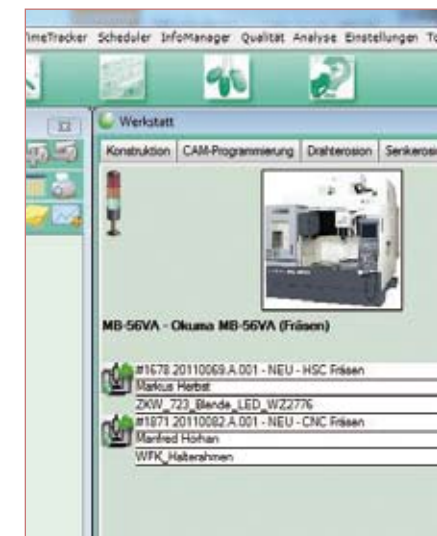 TimeTracker Scheduler InfoManager Qualität Analyse Einstellungen To
Werkstatt
Konstruktion CAM-Programmierung Drahterosion Senkerosi
MB-56VA - Okuma MB-56VA (Fräsen)
#1678 20110069.A.001 - NEU - HSC Fräsen
Markus Herbst
ZKW_723_Blende_LED_WZ2776
#1871 20110082.A.001 - NEU - CNC Fräsen
Manfred Horhan
WFK_Halterahmen